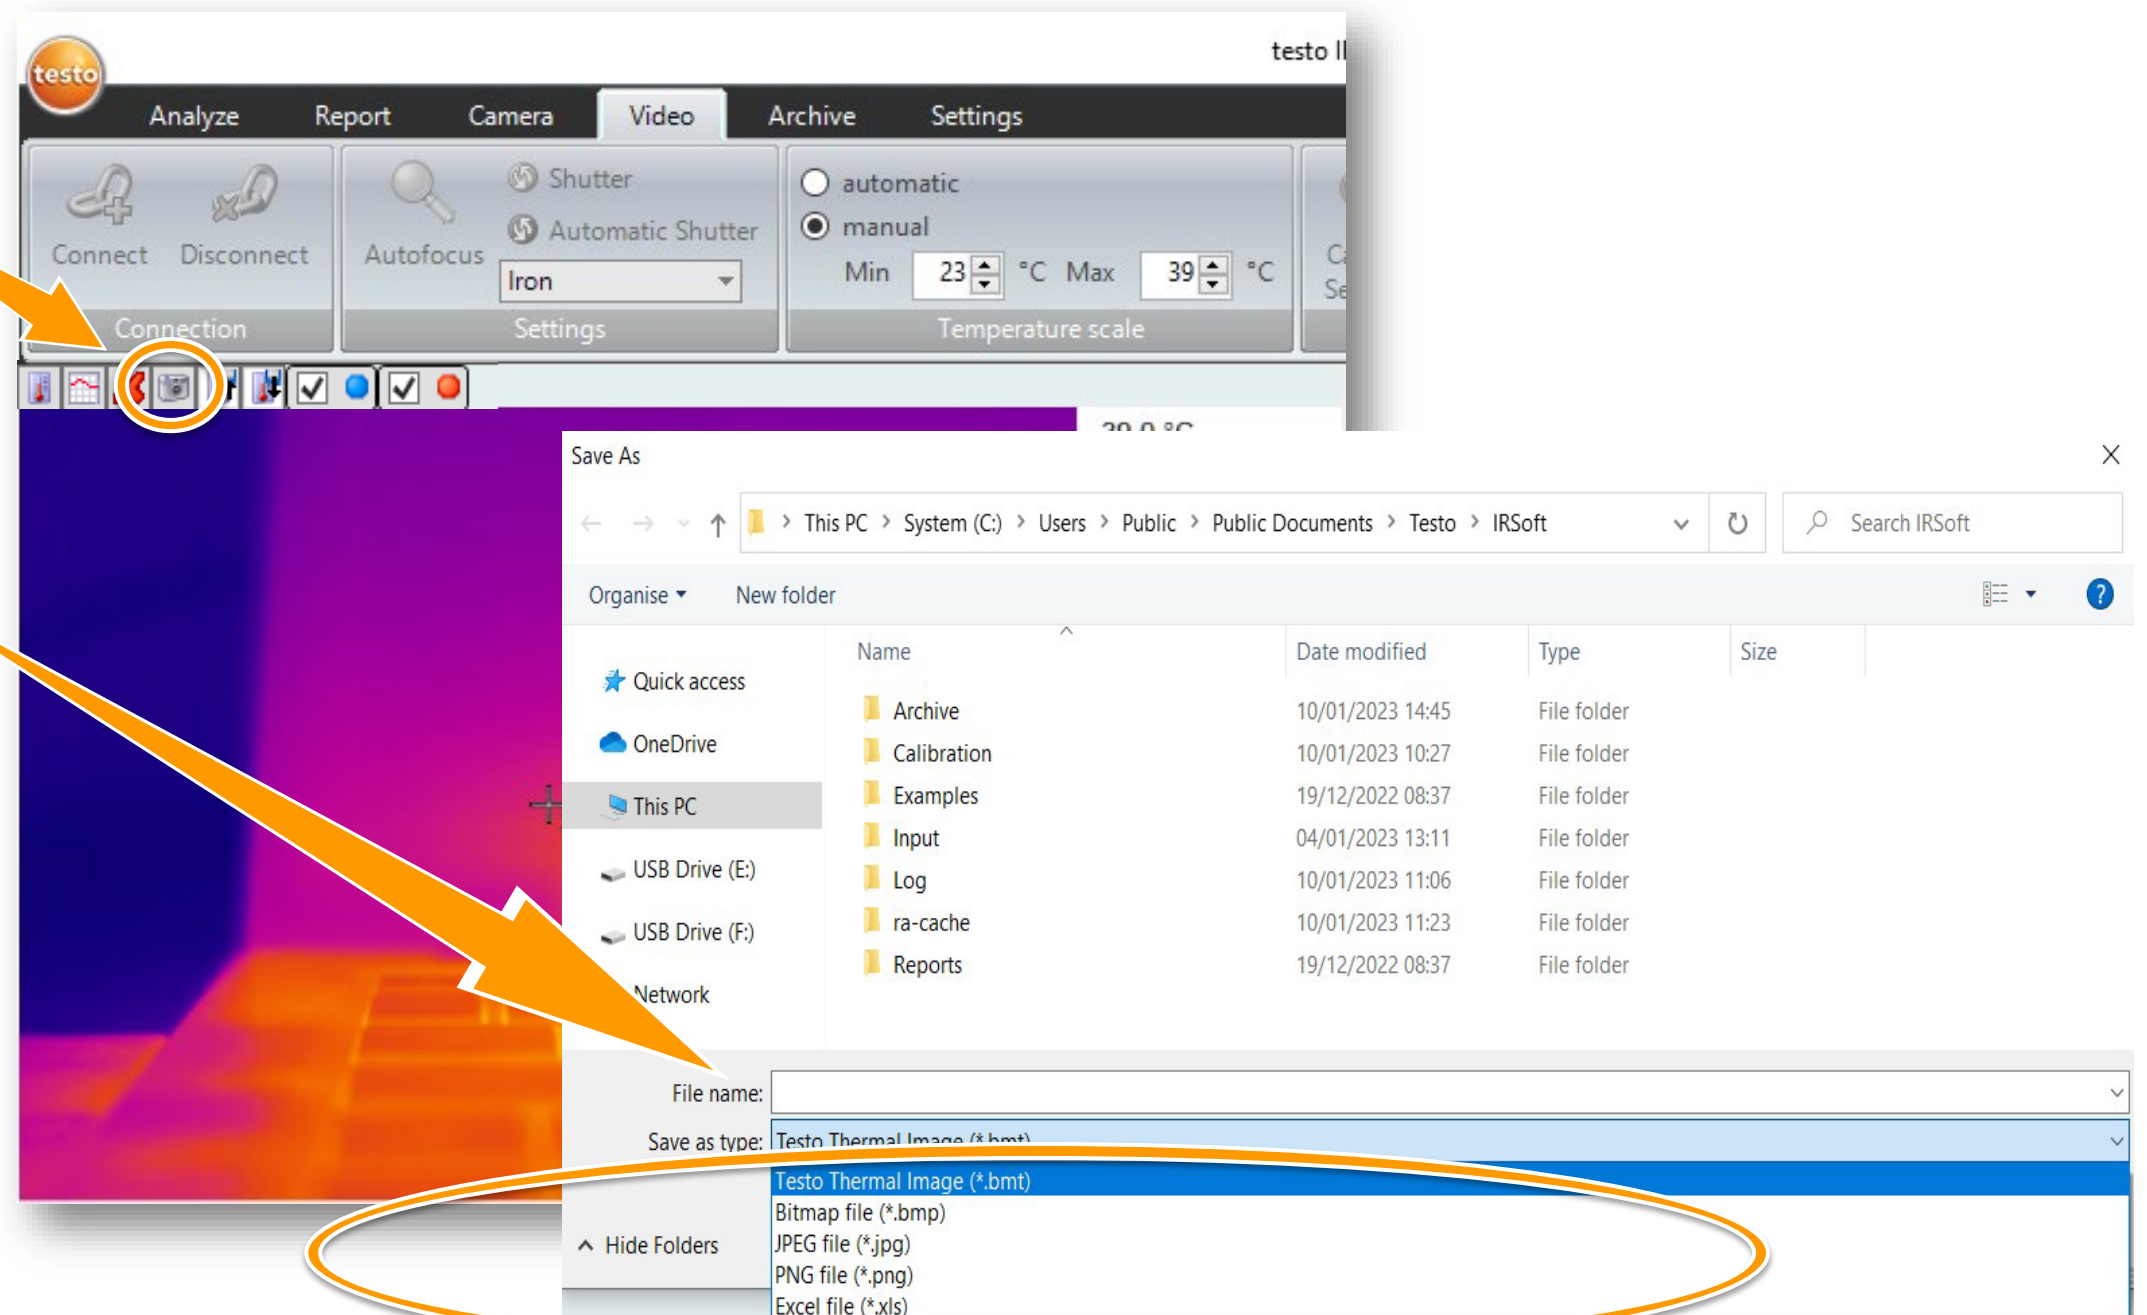 testo
testo
Analyze Report Camera Video Archive Settings
Connect Disconnect
Connection
Autofocus
Shutter
Automatic Shutter
Iron
Settings
automatic
manual
Min 23 °C Max 39 °C
Temperature scale
Save As
This PC > System (C:) > Users > Public > Public Documents > Testo > IRSoft
Search IRSoft
Organise New folder
Name Date modified Type Size
Quick access
OneDrive
This PC
USB Drive (E:)
USB Drive (F:)
Network
Archive 10/01/2023 14:45 File folder
Calibration 10/01/2023 10:27 File folder
Examples 19/12/2022 08:37 File folder
Input 04/01/2023 13:11 File folder
Log 10/01/2023 11:06 File folder
ra-cache 10/01/2023 11:23 File folder
Reports 19/12/2022 08:37 File folder
File name:
Save as type: Testo Thermal Image (*.bmt)
Testo Thermal Image (*.bmt)
Bitmap file (*.bmp)
JPEG file (*.jpg)
PNG file (*.png)
Excel file (*.xls)
Hide Folders